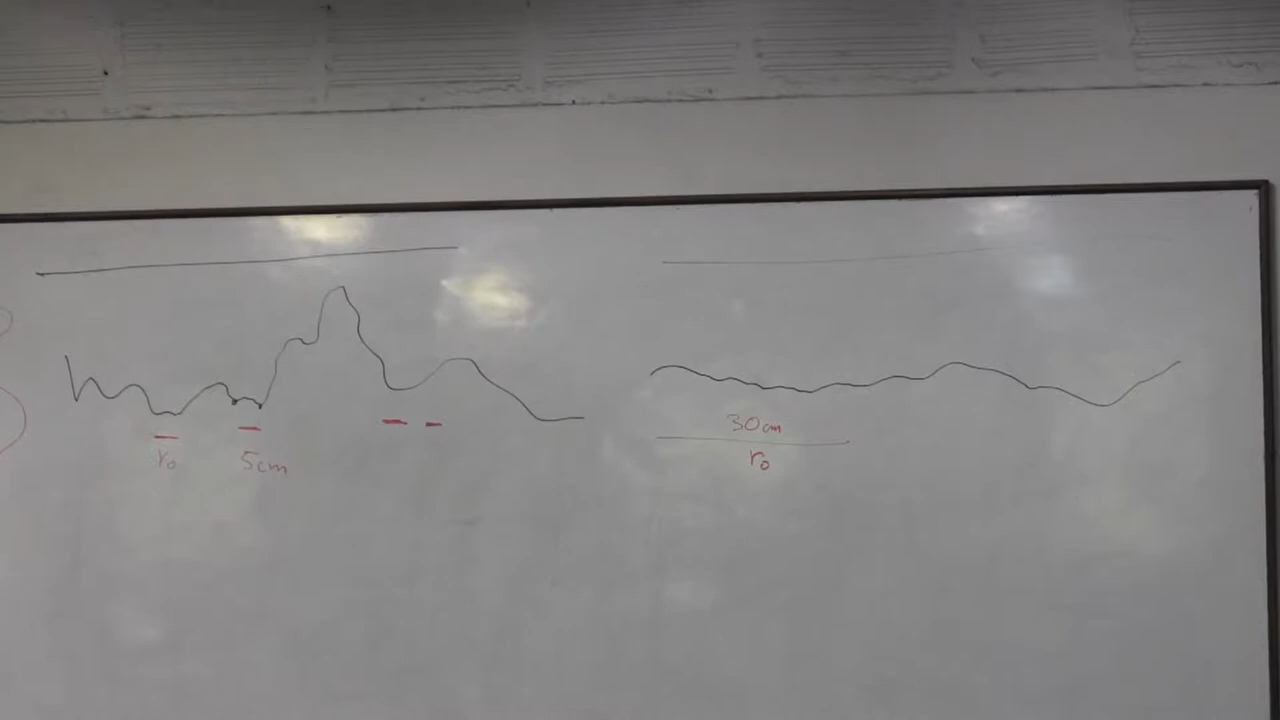 r₀ 5cm
30cm
r₀